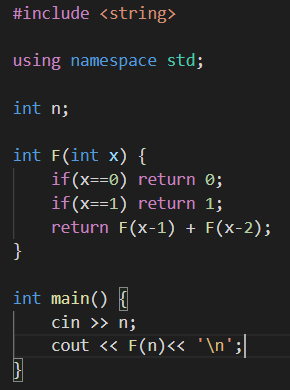 #include <string>
using namespace std;
int n;
int F(int x) {
    if(x==0) return 0;
    if(x==1) return 1;
    return F(x-1) + F(x-2);
}
int main() {
    cin >> n;
    cout << F(n)<< '\n';
}